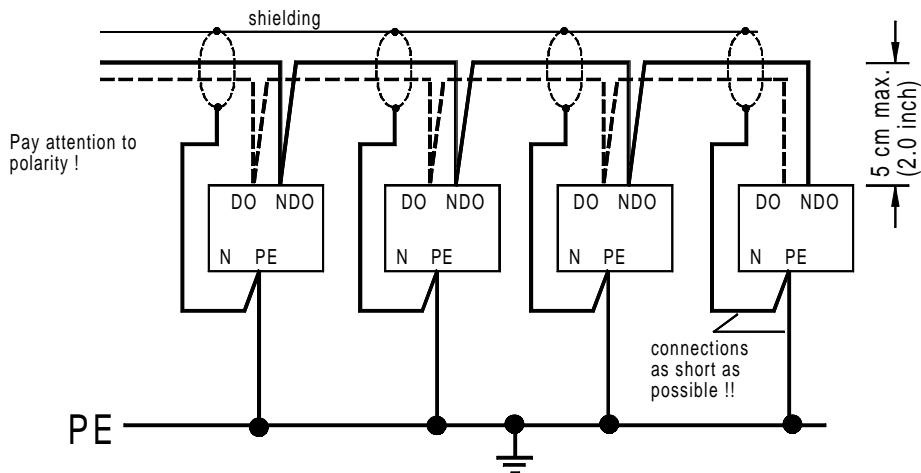 shielding
Pay attention to
polarity !
5 cm max.
(2.0 inch)
DO NDO
N PE
DO NDO
N PE
DO NDO
N PE
DO NDO
N PE
connections
as short as
possible !!
PE